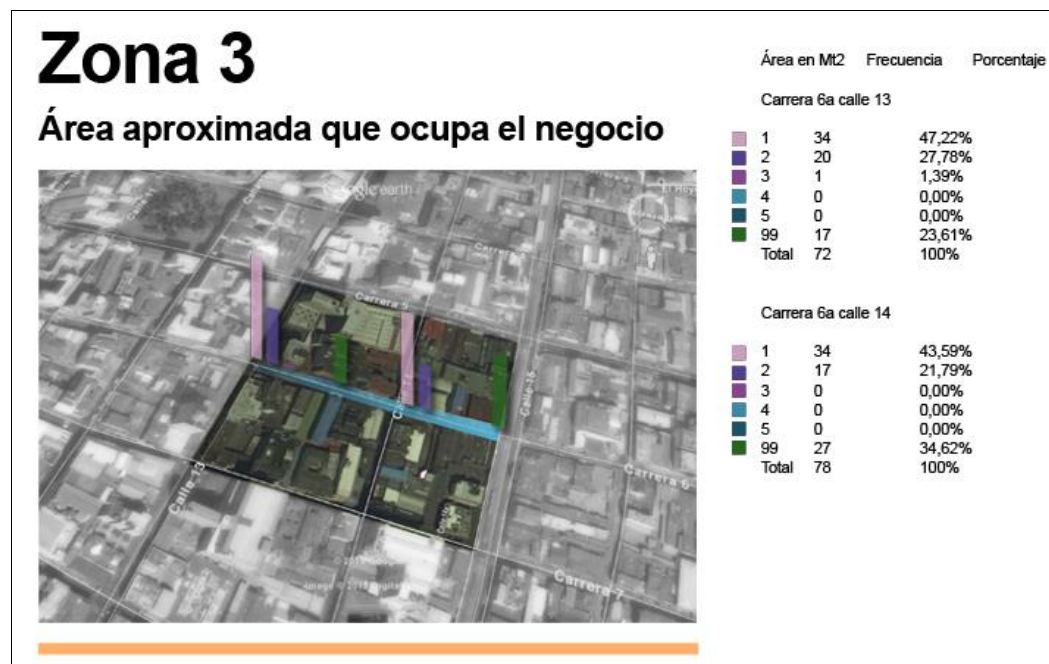 Zona 3
Área aproximada que ocupa el negocio
Área en Mt2 Frecuencia Porcentaje
Carrera 6a calle 13
1 34 47,22%
2 20 27,78%
3 1 1,39%
4 0 0,00%
5 0 0,00%
99 17 23,61%
Total 72 100%
Carrera 6a calle 14
1 34 43,59%
2 17 21,79%
3 0 0,00%
4 0 0,00%
5 0 0,00%
99 27 34,62%
Total 78 100%
Google earth
El Hoyo
Carrera 5
Calle 15
Calle 13
Carrera 6
Carrera 7